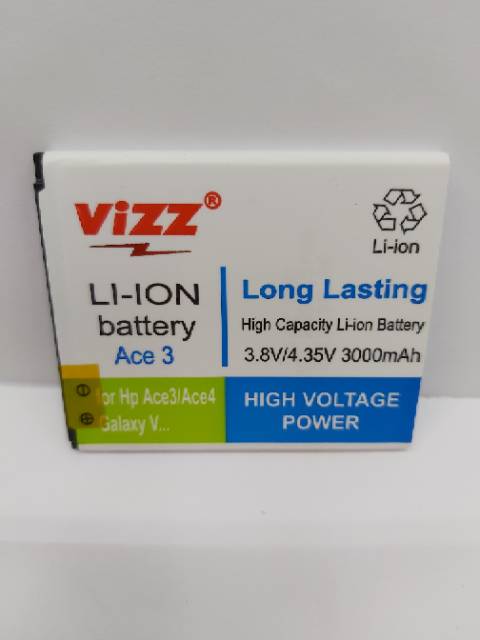 ViZZ®
Li-ion
LI-ION
battery
Ace 3
Long Lasting
High Capacity Li-ion Battery
3.8V/4.35V 3000mAh
for Hp Ace3/Ace4
Galaxy V...
HIGH VOLTAGE
POWER